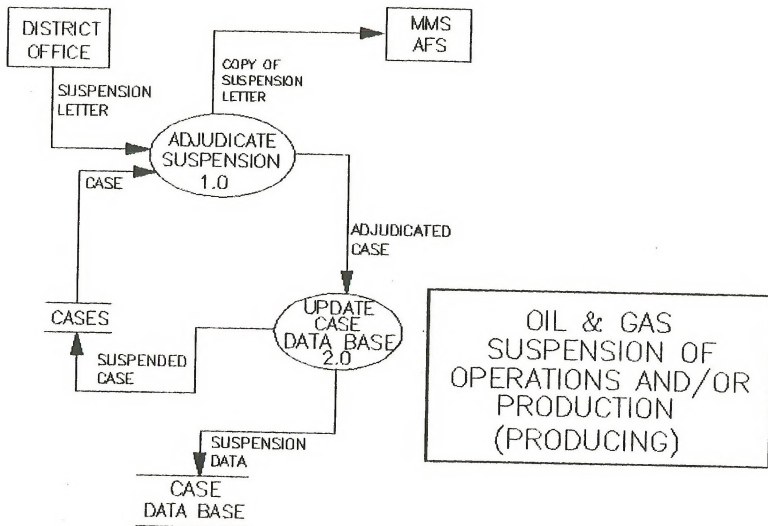 DISTRICT
OFFICE
MMS
AFS
SUSPENSION
LETTER
COPY OF
SUSPENSION
LETTER
ADJUDICATE
SUSPENSION
1.0
CASE
ADJUDICATED
CASE
CASES
UPDATE
CASE
DATA BASE
2.0
SUSPENDED
CASE
SUSPENSION
DATA
CASE
DATA BASE
OIL & GAS
SUSPENSION OF
OPERATIONS AND/OR
PRODUCTION
(PRODUCING)